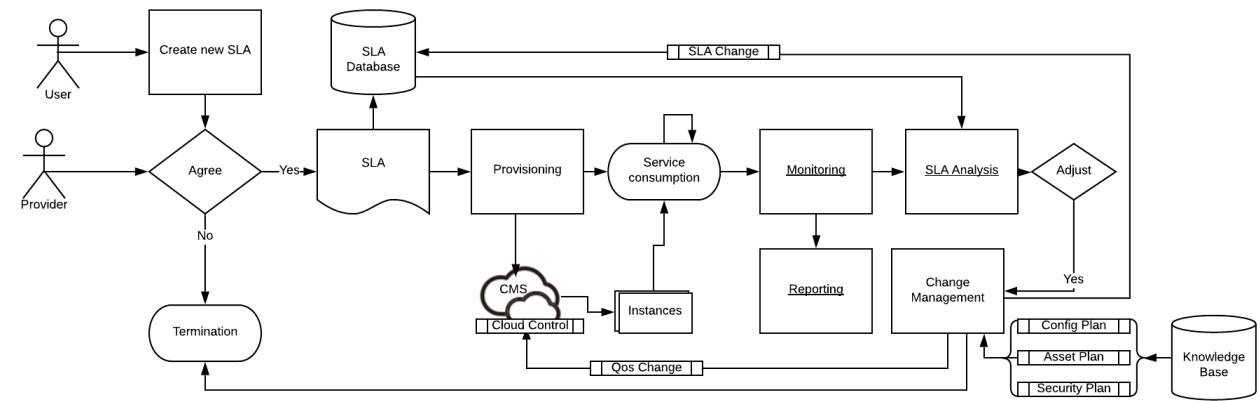 User
Create new SLA
SLA
Database
SLA Change
Provider
Agree
Yes
SLA
Provisioning
Service
consumption
Monitoring
SLA Analysis
Adjust
No
Yes
CMS
Cloud Control
Instances
Reporting
Change
Management
Termination
Qos Change
Config Plan
Asset Plan
Security Plan
Knowledge
Base